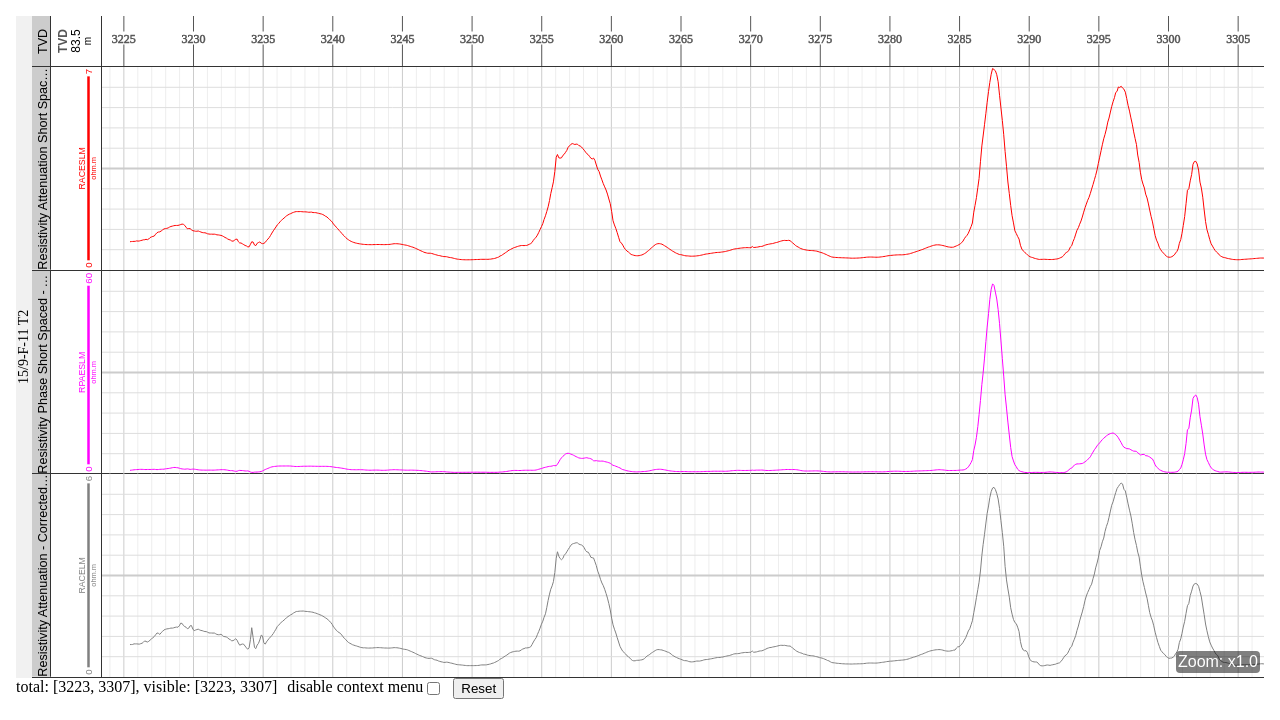 15/9-F-11 T2
TVD
TVD
83.5
m
3225 3230 3235 3240 3245 3250 3255 3260 3265 3270 3275 3280 3285 3290 3295 3300 3305
Resistivity Attenuation Short Spac...
0 RACESLM 7
ohm.m
Resistivity Phase Short Spaced - ...
0 RPAESLM 60
ohm.m
Resistivity Attenuation - Corrected...
0 RACELM 6
ohm.m
Zoom: x1.0
total: [3223, 3307], visible: [3223, 3307] disable context menu Reset